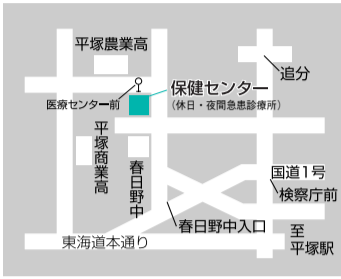 平塚農業高
追分
保健センター
(休日・夜間急患診療所)
医療センター前
平塚商業高
春日野中
国道1号
検察庁前
春日野中入口
至
平塚駅
東海道本通り